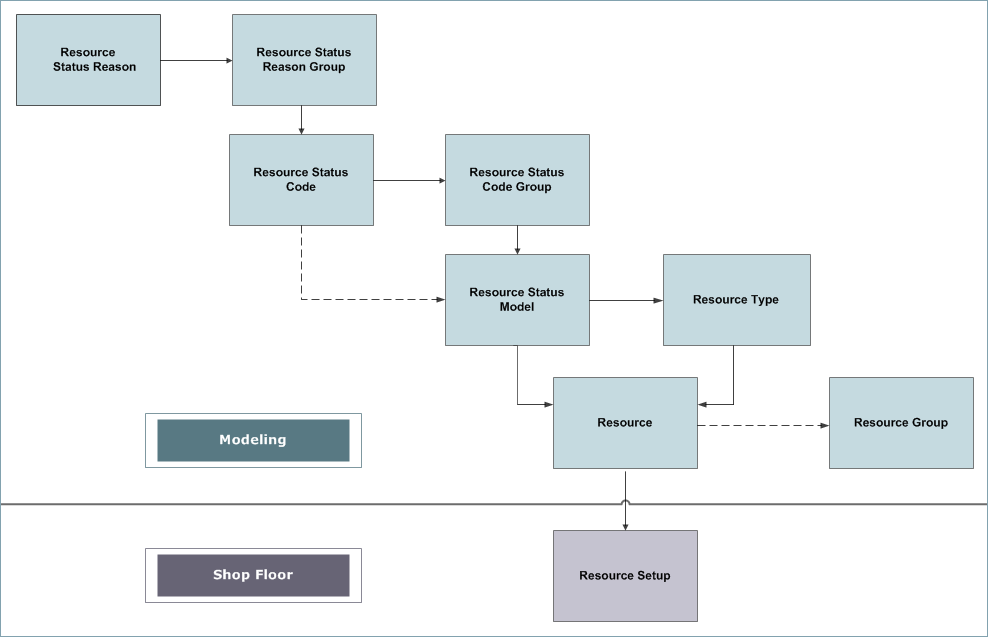 Resource
Status Reason
Resource Status
Reason Group
Resource Status
Code
Resource Status
Code Group
Resource Status
Model
Resource Type
Resource
Resource Group
Modeling
Shop Floor
Resource Setup